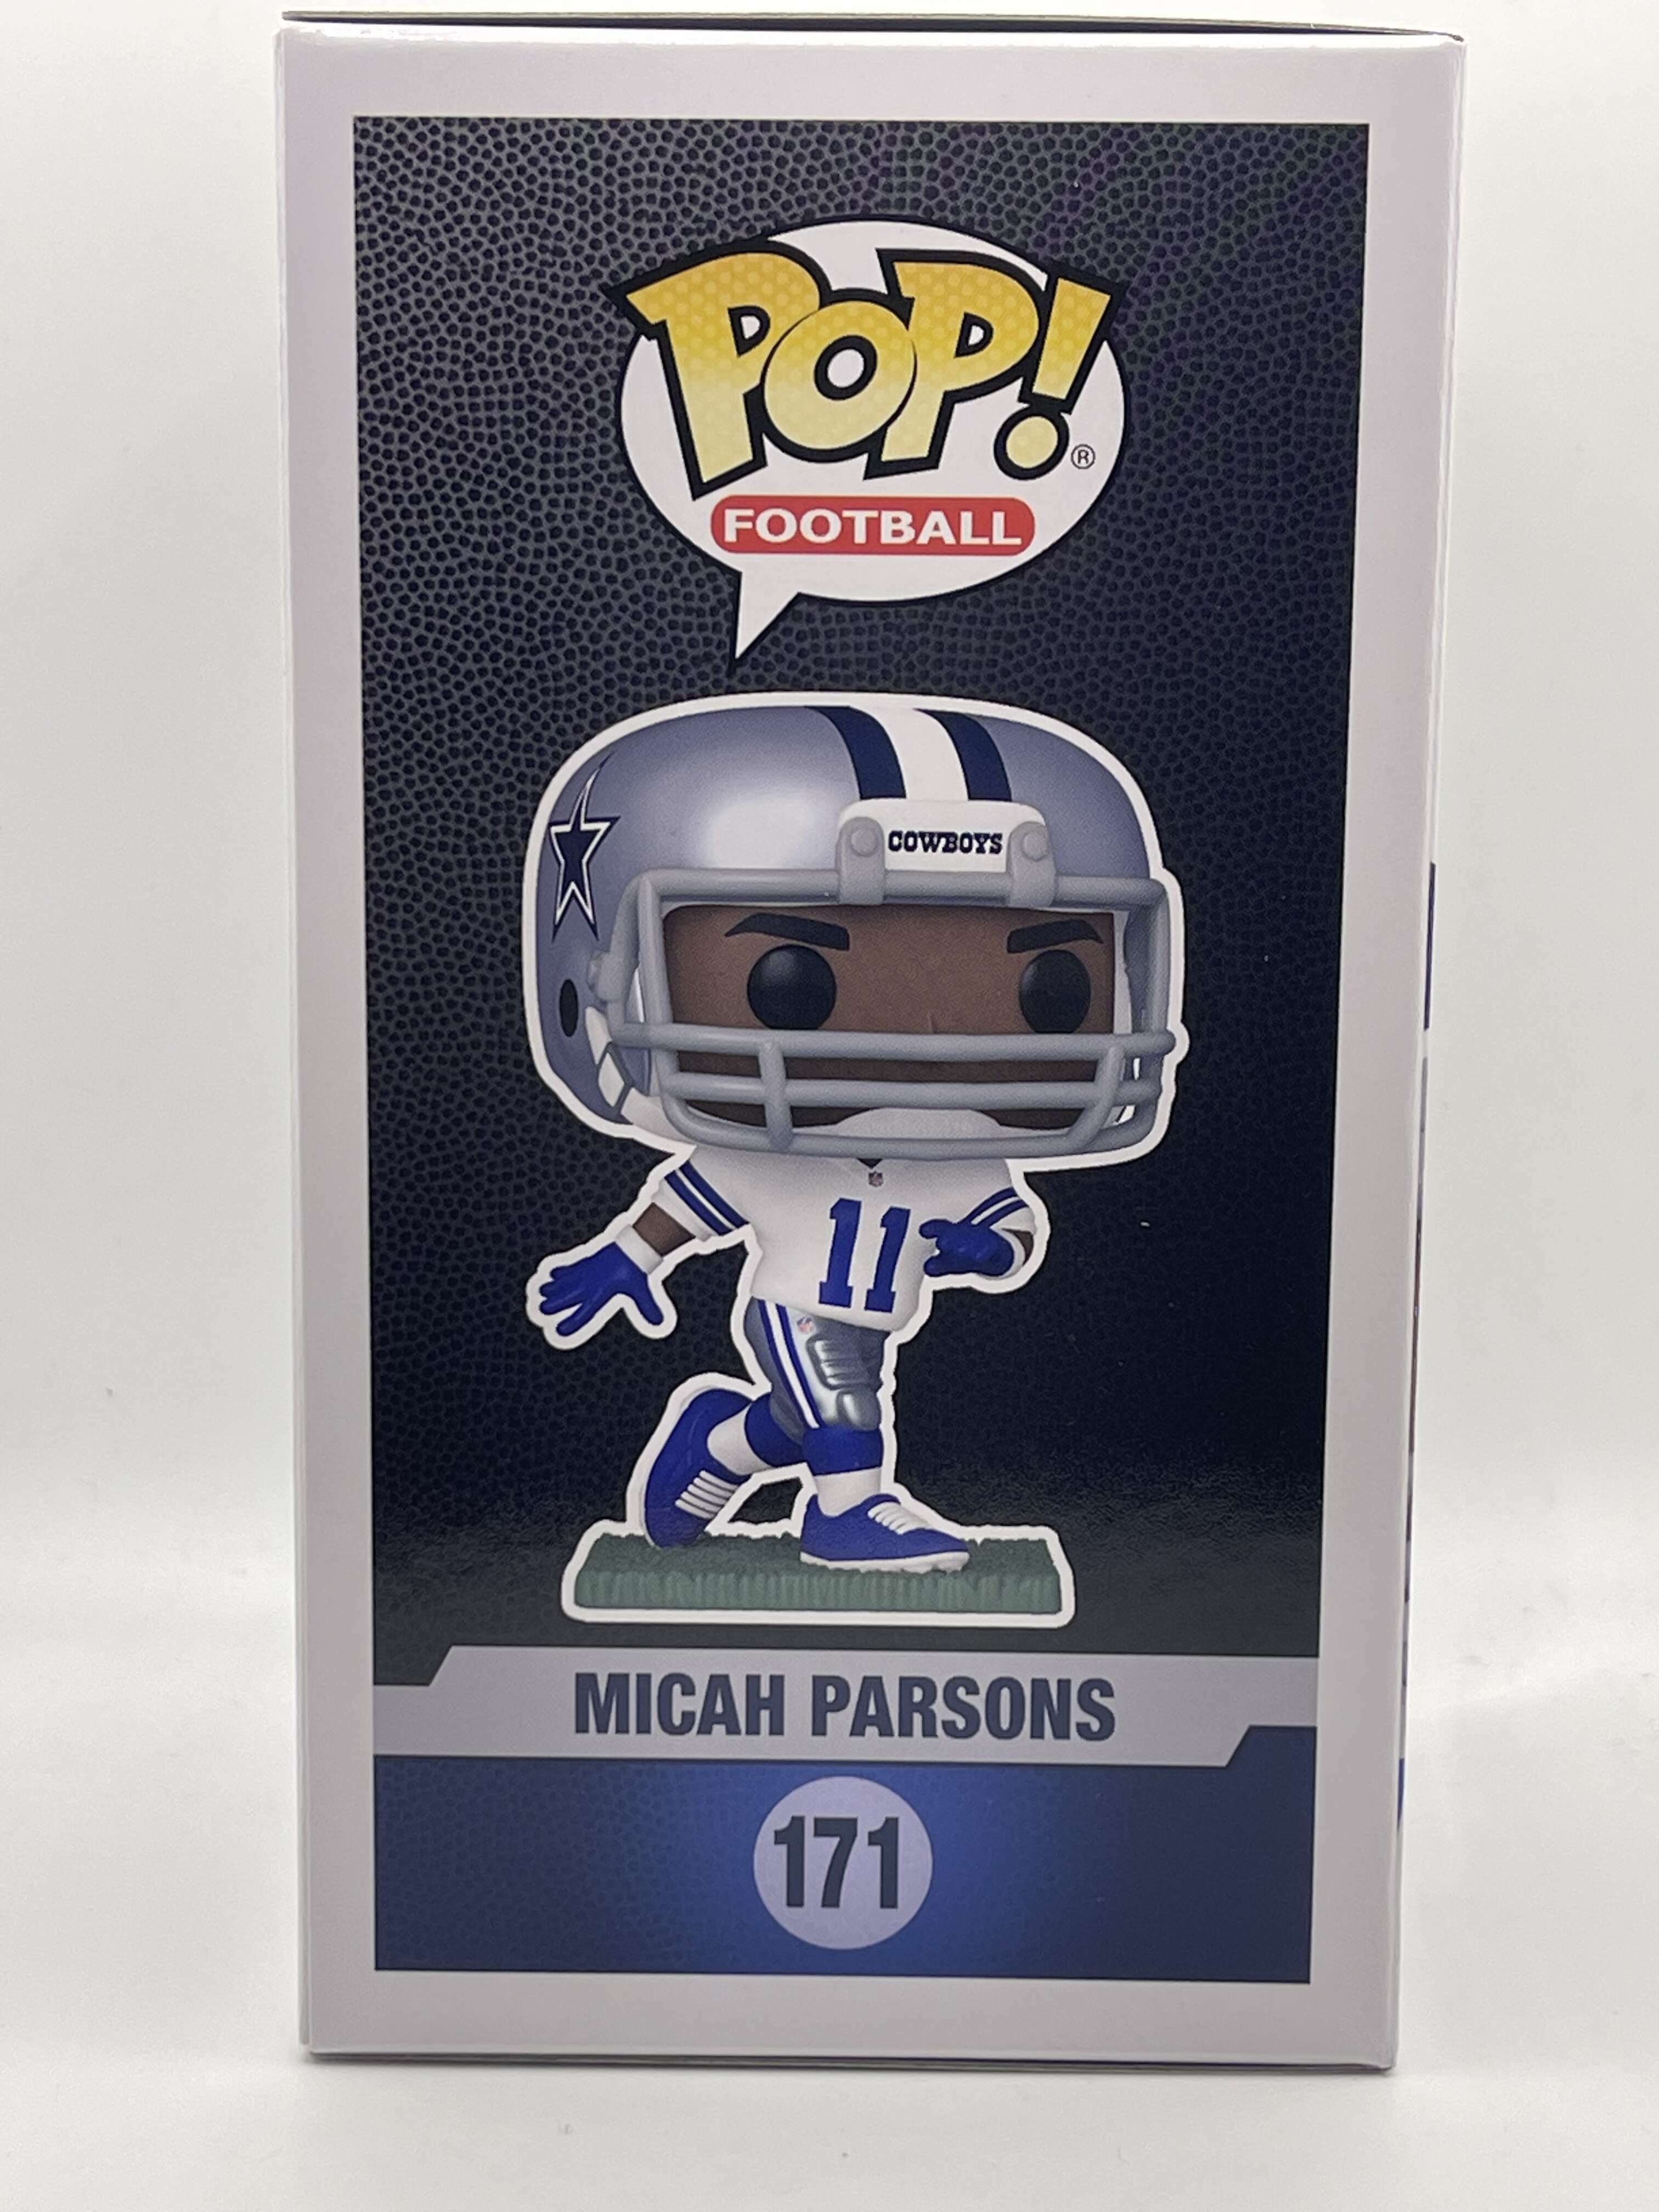 POP!®
FOOTBALL
COWBOYS
11
MICAH PARSONS
171